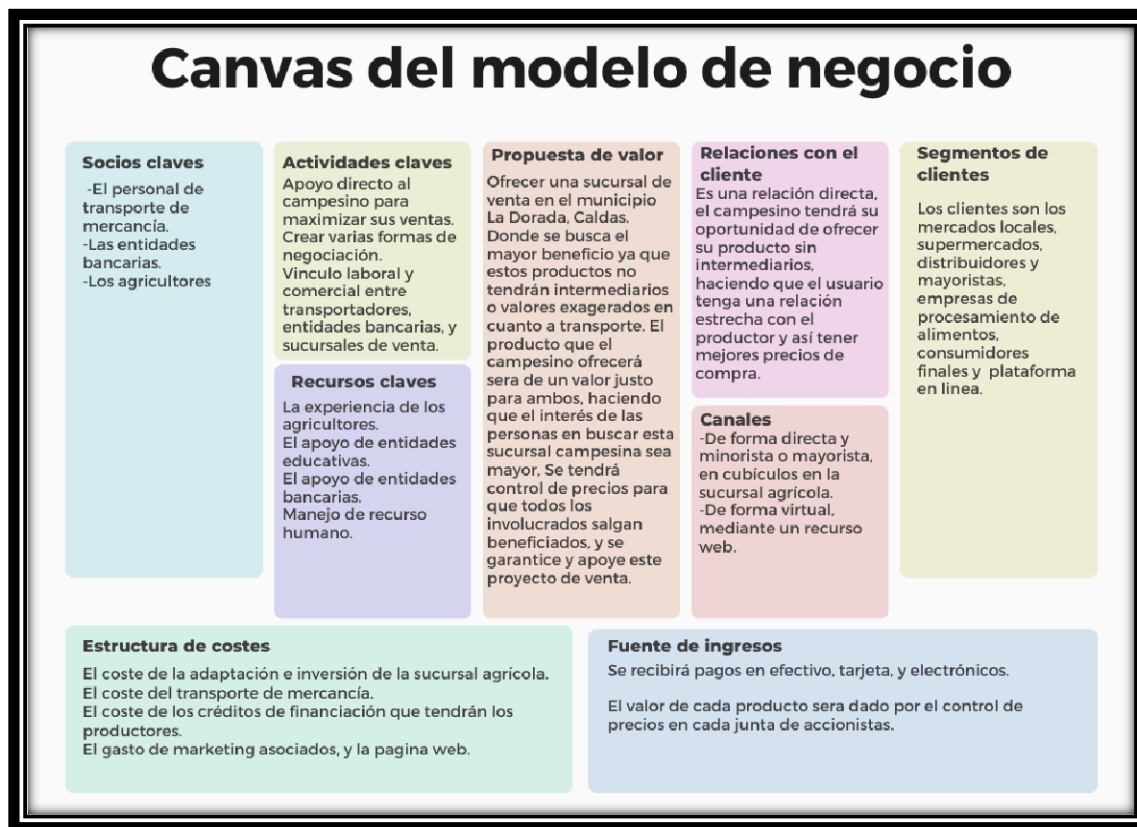 Canvas del modelo de negocio
Socios claves
-El personal de
transporte de
mercancía.
-Las entidades
bancarias.
-Los agricultores
Actividades claves
Apoyo directo al
campesino para
maximizar sus ventas.
Crear varias formas de
negociación.
Vinculo laboral y
comercial entre
transportadores,
entidades bancarias, y
sucursales de venta.
Recursos claves
La experiencia de los
agricultores.
El apoyo de entidades
educativas.
El apoyo de entidades
bancarias.
Manejo de recurso
humano.
Propuesta de valor
Ofrecer una sucursal de
venta en el municipio
La Dorada, Caldas.
Donde se busca el
mayor beneficio ya que
estos productos no
tendrán intermediarios
o valores exagerados en
cuanto a transporte. El
producto que el
campesino ofrecerá
sera de un valor justo
para ambos, haciendo
que el interés de las
personas en buscar esta
sucursal campesina sea
mayor, Se tendrá
control de precios para
que todos los
involucrados salgan
beneficiados, y se
garantice y apoye este
proyecto de venta.
Relaciones con el
cliente
Es una relación directa,
el campesino tendrá su
oportunidad de ofrecer
su producto sin
intermediarios,
haciendo que el usuario
tenga una relación
estrecha con el
productor y así tener
mejores precios de
compra.
Canales
-De forma directa y
minorista o mayorista,
en cubículos en la
sucursal agrícola.
-De forma virtual,
mediante un recurso
web.
Segmentos de
clientes
Los clientes son los
mercados locales,
supermercados,
distribuidores y
mayoristas,
empresas de
procesamiento de
alimentos,
consumidores
finales y plataforma
en linea.
Estructura de costes
El coste de la adaptación e inversión de la sucursal agrícola.
El coste del transporte de mercancía.
El coste de los créditos de financiación que tendrán los
productores.
El gasto de marketing asociados, y la pagina web.
Fuente de ingresos
Se recibirá pagos en efectivo, tarjeta, y electrónicos.
El valor de cada producto sera dado por el control de
precios en cada junta de accionistas.